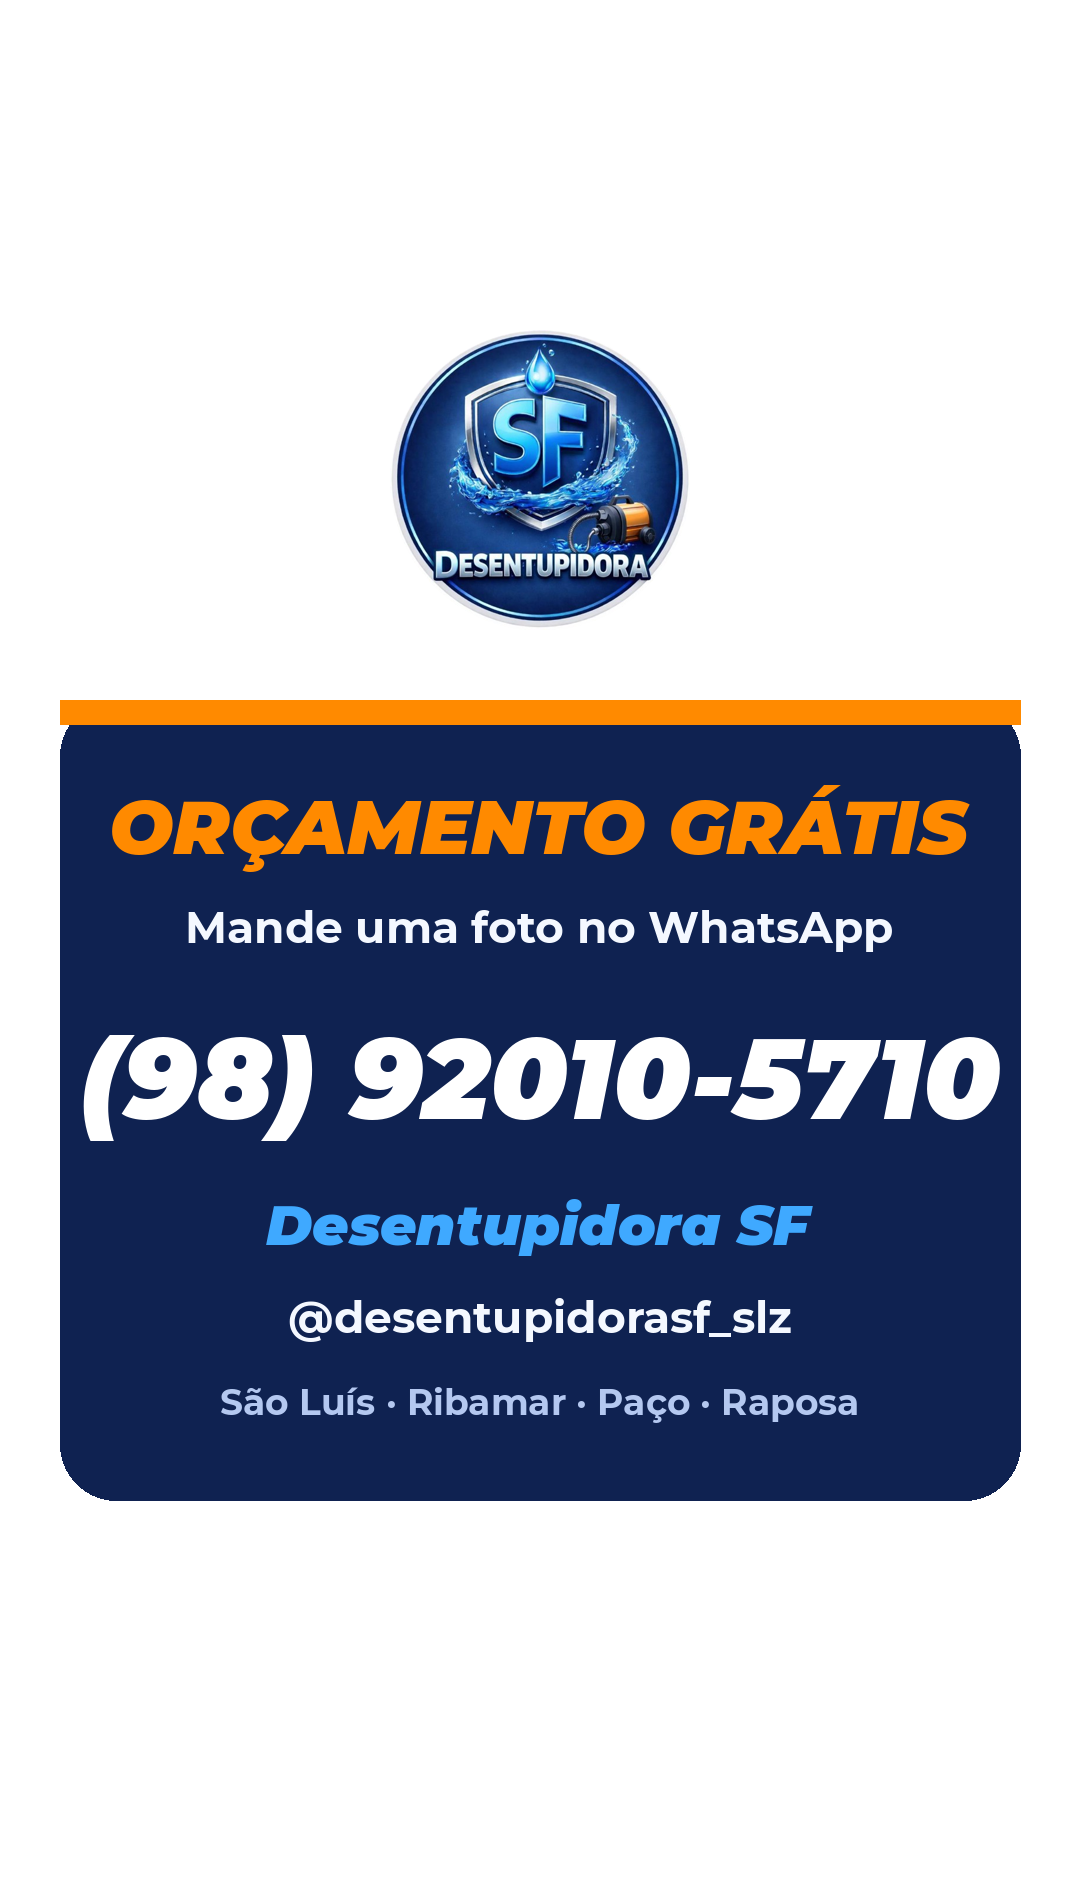 SF
DESENTUPIDORA
ORÇAMENTO GRÁTIS
Mande uma foto no WhatsApp
(98) 92010-5710
Desentupidora SF
@desentupidorasf_slz
São Luís · Ribamar · Paço · Raposa